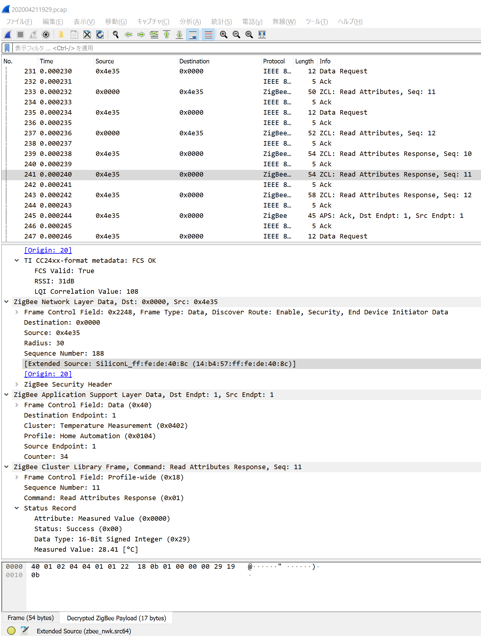 202004211929.pcap
ファイル(F) 編集(E) 表示(V) 移動(G) キャプチャ(C) 分析(A) 統計(S) 電話(y) 無線(W) ツール(T) ヘルプ(H)
表示フィルタ … <Ctrl-/> を適用
No. Time Source Destination Protocol Length Info
231 0.000230 0x4e35 0x0000 IEEE 8… 12 Data Request
232 0.000231 IEEE 8… 5 Ack
233 0.000232 0x0000 0x4e35 ZigBee… 50 ZCL: Read Attributes, Seq: 11
234 0.000233 IEEE 8… 5 Ack
234 0.000234 0x4e35 0x0000 IEEE 8… 12 Data Request
236 0.000235 IEEE 8… 5 Ack
237 0.000236 0x0000 0x4e35 ZigBee… 52 ZCL: Read Attributes, Seq: 12
238 0.000237 IEEE 8… 5 Ack
239 0.000238 0x4e35 0x0000 ZigBee… 54 ZCL: Read Attributes Response, Seq: 10
240 0.000239 IEEE 8… 5 Ack
241 0.000240 0x4e35 0x0000 ZigBee… 54 ZCL: Read Attributes Response, Seq: 11
242 0.000241 IEEE 8… 5 Ack
243 0.000242 0x4e35 0x0000 ZigBee… 58 ZCL: Read Attributes Response, Seq: 12
244 0.000243 IEEE 8… 5 Ack
245 0.000244 0x4e35 0x0000 ZigBee 45 APS: Ack, Dst Endpt: 1, Src Endpt: 1
246 0.000245 IEEE 8… 5 Ack
247 0.000246 0x4e35 0x0000 IEEE 8… 12 Data Request
[Origin: 20]
TI CC24xx-format metadata: FCS OK
FCS Valid: True
RSSI: 31dB
LQI Correlation Value: 108
ZigBee Network Layer Data, Dst: 0x0000, Src: 0x4e35
Frame Control Field: 0x2248, Frame Type: Data, Discover Route: Enable, Security, End Device Initiator Data
Destination: 0x0000
Source: 0x4e35
Radius: 30
Sequence Number: 188
[Extended Source: SiliconL_ff:fe:de:40:8c (14:b4:57:ff:fe:de:40:8c)]
[Origin: 20]
ZigBee Security Header
ZigBee Application Support Layer Data, Dst Endpt: 1, Src Endpt: 1
Frame Control Field: Data (0x40)
Destination Endpoint: 1
Cluster: Temperature Measurement (0x0402)
Profile: Home Automation (0x0104)
Source Endpoint: 1
Counter: 34
ZigBee Cluster Library Frame, Command: Read Attributes Response, Seq: 11
Frame Control Field: Profile-wide (0x18)
Sequence Number: 11
Command: Read Attributes Response (0x01)
Status Record
Attribute: Measured Value (0x0000)
Status: Success (0x00)
Data Type: 16-Bit Signed Integer (0x29)
Measured Value: 28.41 [°C]
0000 40 01 02 04 04 01 01 22 18 0b 01 00 00 00 29 19 @······" ······)·
0010 0b ·
Frame (54 bytes) Decrypted ZigBee Payload (17 bytes)
Extended Source (zbee_nwk.src64)